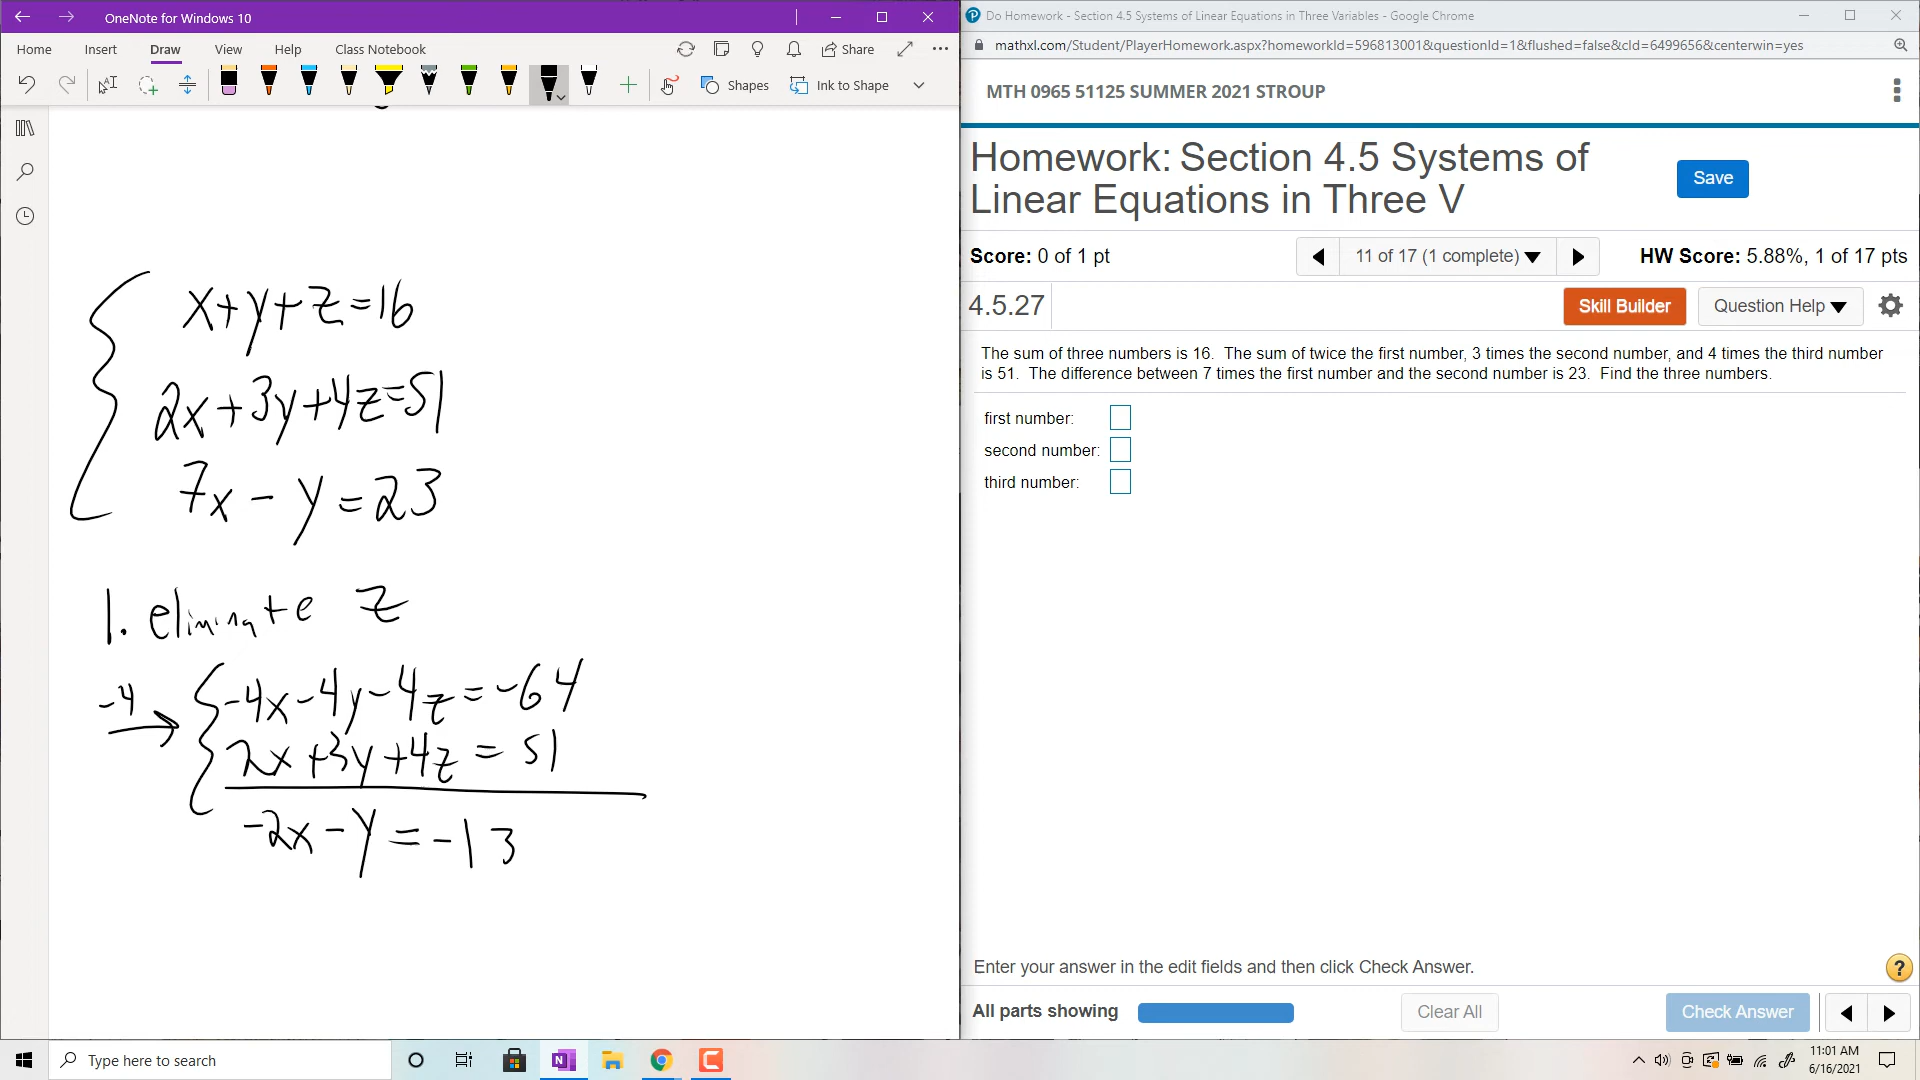 OneNote for Windows 10
Home Insert Draw View Help Class Notebook Share
Shapes Ink to Shape
x+y+z=16
2x+3y+4z=51
7x-y=23
1. eliminate z
-4
-4x-4y-4z=-64
2x+3y+4z=51
-2x-y=-13
Do Homework - Section 4.5 Systems of Linear Equations in Three Variables - Google Chrome
mathxl.com/Student/PlayerHomework.aspx?homeworkId=596813001&questionId=1&flushed=false&cId=6499656&centerwin=yes
MTH 0965 51125 SUMMER 2021 STROUP
Homework: Section 4.5 Systems of
Linear Equations in Three V
Save
Score: 0 of 1 pt
11 of 17 (1 complete)
HW Score: 5.88%, 1 of 17 pts
4.5.27
Skill Builder
Question Help
The sum of three numbers is 16. The sum of twice the first number, 3 times the second number, and 4 times the third number
is 51. The difference between 7 times the first number and the second number is 23. Find the three numbers.
first number:
second number:
third number:
Enter your answer in the edit fields and then click Check Answer.
?
All parts showing
Clear All
Check Answer
Type here to search
11:01 AM
6/16/2021